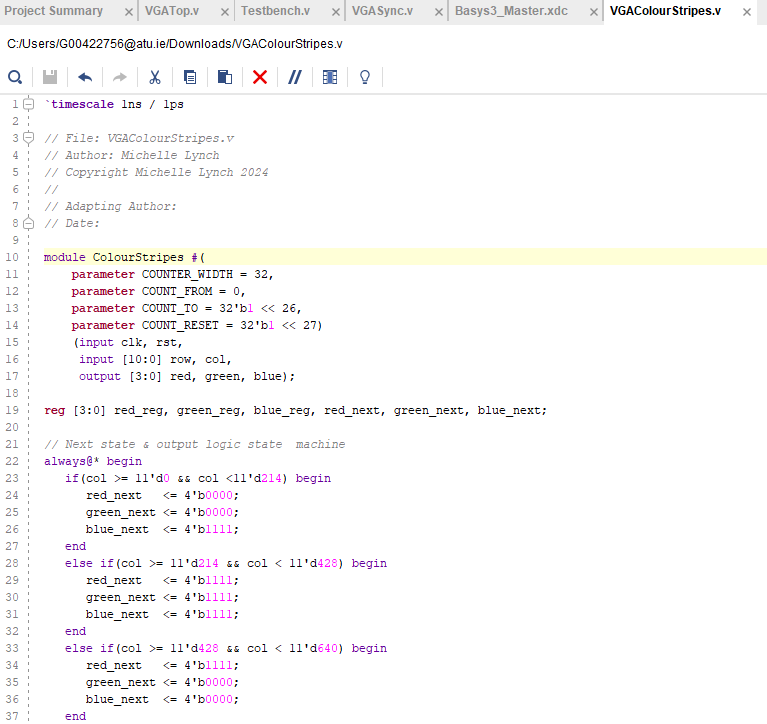 Project Summary × VGATop.v × Testbench.v × VGASync.v × Basys3_Master.xdc × VGAColourStripes.v ×
C:/Users/G00422756@atu.ie/Downloads/VGAColourStripes.v
1 `timescale 1ns / 1ps
2
3 // File: VGAColourStripes.v
4 // Author: Michelle Lynch
5 // Copyright Michelle Lynch 2024
6 //
7 // Adapting Author:
8 // Date:
9
10 module ColourStripes #(
11 parameter COUNTER_WIDTH = 32,
12 parameter COUNT_FROM = 0,
13 parameter COUNT_TO = 32'b1 << 26,
14 parameter COUNT_RESET = 32'b1 << 27)
15 (input clk, rst,
16 input [10:0] row, col,
17 output [3:0] red, green, blue);
18
19 reg [3:0] red_reg, green_reg, blue_reg, red_next, green_next, blue_next;
20
21 // Next state & output logic state  machine
22 always@* begin
23 if(col >= 11'd0 && col <11'd214) begin
24 red_next   <= 4'b0000;
25 green_next <= 4'b0000;
26 blue_next  <= 4'b1111;
27 end
28 else if(col >= 11'd214 && col < 11'd428) begin
29 red_next   <= 4'b1111;
30 green_next <= 4'b1111;
31 blue_next  <= 4'b1111;
32 end
33 else if(col >= 11'd428 && col < 11'd640) begin
34 red_next   <= 4'b1111;
35 green_next <= 4'b0000;
36 blue_next  <= 4'b0000;
37 end